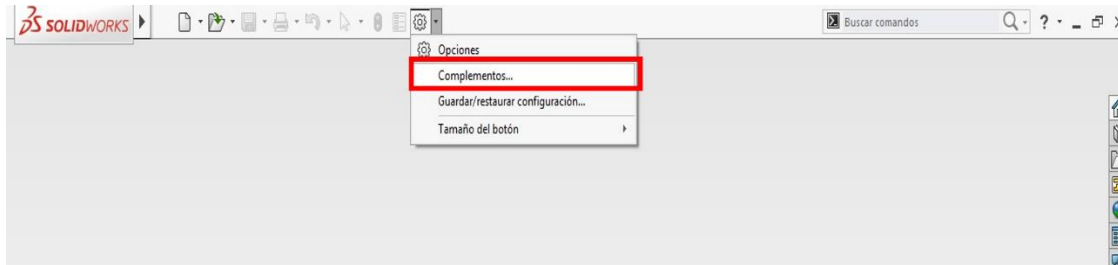 SOLIDWORKS
Buscar comandos
?
Opciones
Complementos...
Guardar/restaurar configuración...
Tamaño del botón